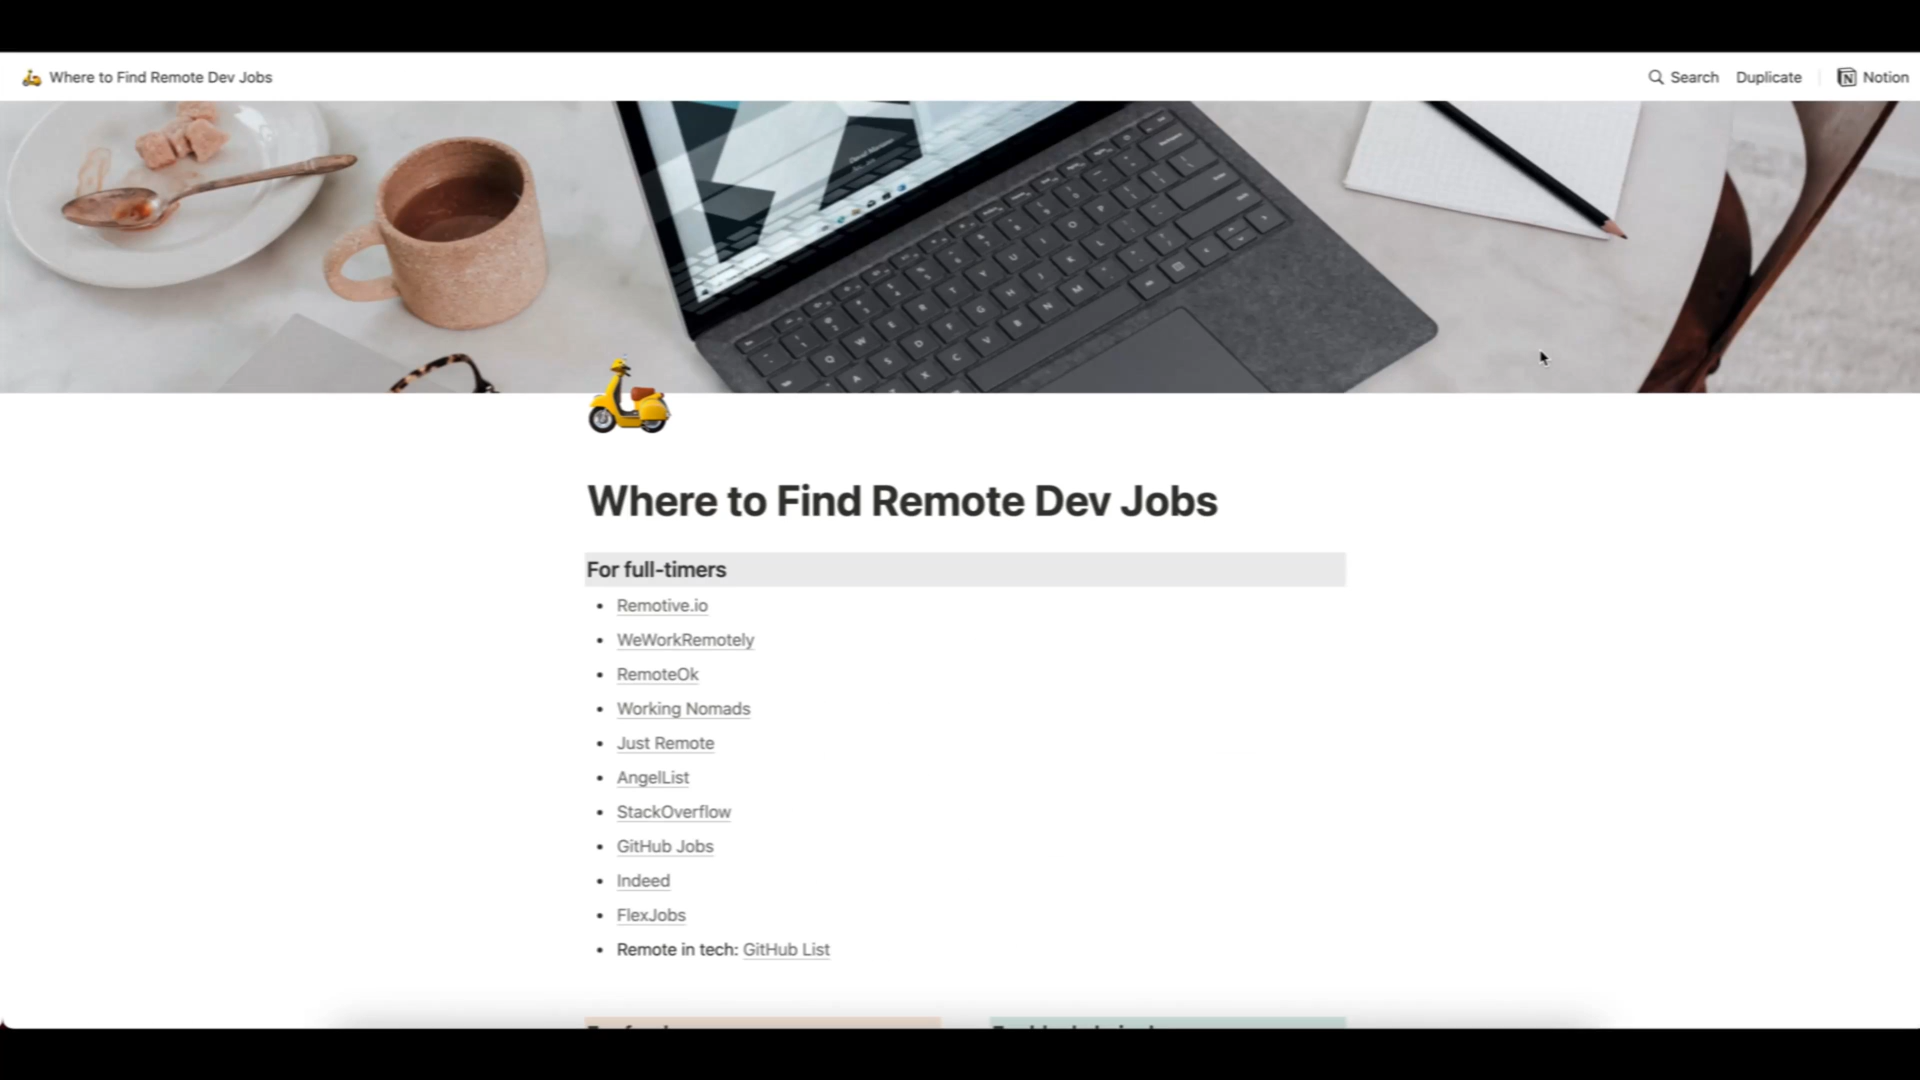 Where to Find Remote Dev Jobs
Search Duplicate Notion
Where to Find Remote Dev Jobs
For full-timers
Remotive.io
WeWorkRemotely
RemoteOk
Working Nomads
Just Remote
AngelList
StackOverflow
GitHub Jobs
Indeed
FlexJobs
Remote in tech: GitHub List